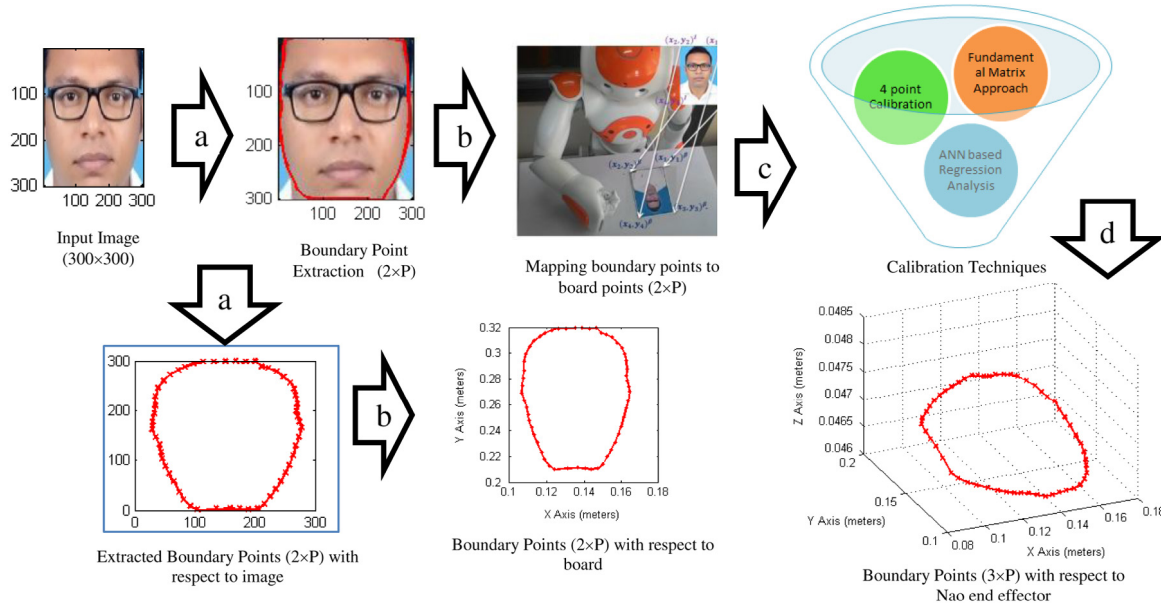 100
200
300
100 200 300
Input Image
(300×300)
a
100
200
300
100 200 300
Boundary Point
Extraction (2×P)
b
Mapping boundary points to
board points (2×P)
c
4 point
Calibration
Fundament
al Matrix
Approach
ANN based
Regression
Analysis
Calibration Techniques
d
a
300
200
100
0
0 100 200 300
Extracted Boundary Points (2×P) with
respect to image
b
0.32
0.3
0.28
0.26
0.24
0.22
0.2
0.1 0.12 0.14 0.16 0.18
Y Axis (meters)
X Axis (meters)
Boundary Points (2×P) with respect to
board
0.0485
0.048
0.0475
0.047
0.0465
0.046
Z Axis (meters)
0.2
0.15
0.1
Y Axis (meters)
0.08 0.1 0.12 0.14 0.16 0.18
X Axis (meters)
Boundary Points (3×P) with respect to
Nao end effector